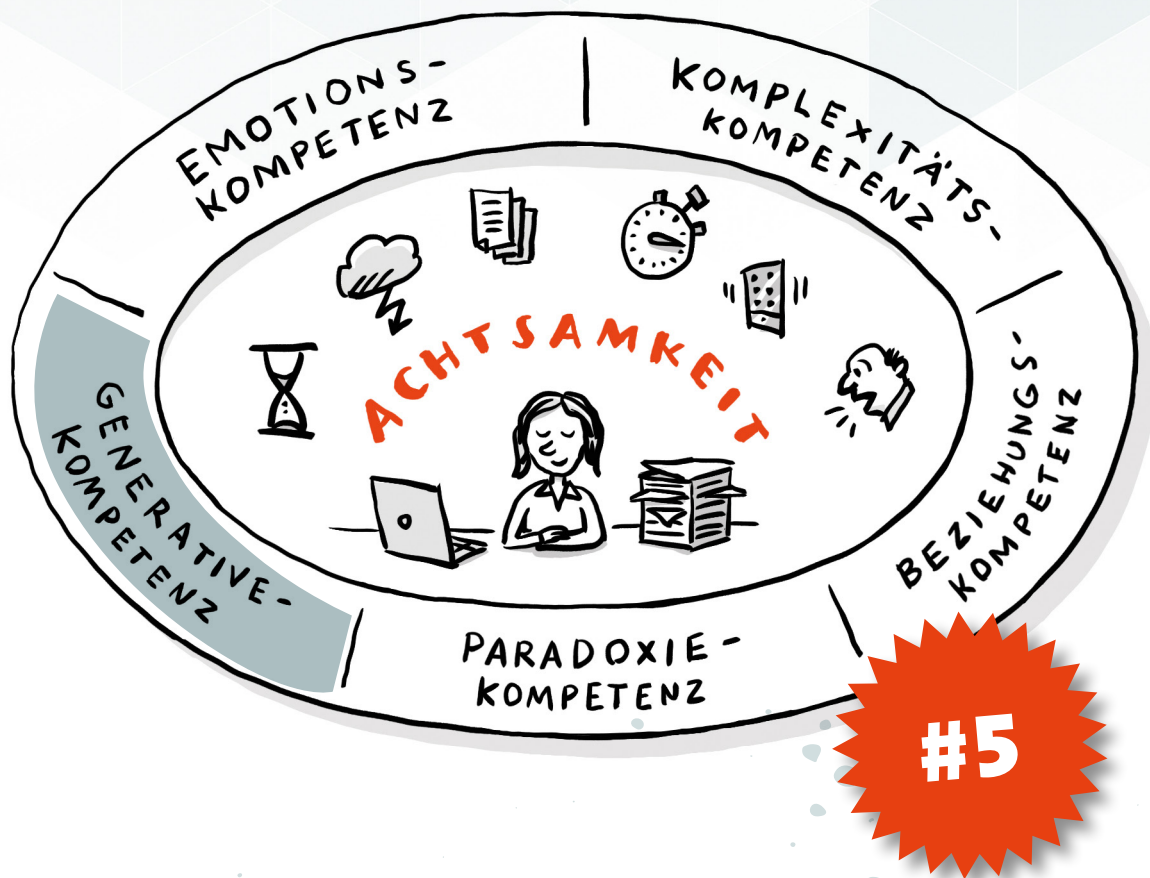 EMOTIONS-
KOMPETENZ
KOMPLEXITÄTS-
KOMPETENZ
BEZIEHUNGS-
KOMPETENZ
PARADOXIE-
KOMPETENZ
GENERATIVE-
KOMPETENZ
ACHTSAMKEIT
#5